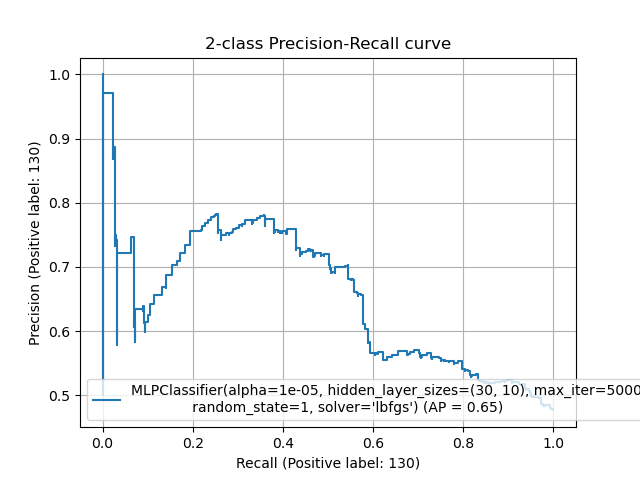 2-class Precision-Recall curve
1.0
0.9
0.8
0.7
0.6
0.5
Precision (Positive label: 130)
MLPClassifier(alpha=1e-05, hidden_layer_sizes=(30, 10), max_iter=5000
random_state=1, solver='lbfgs') (AP = 0.65)
0.0 0.2 0.4 0.6 0.8 1.0
Recall (Positive label: 130)